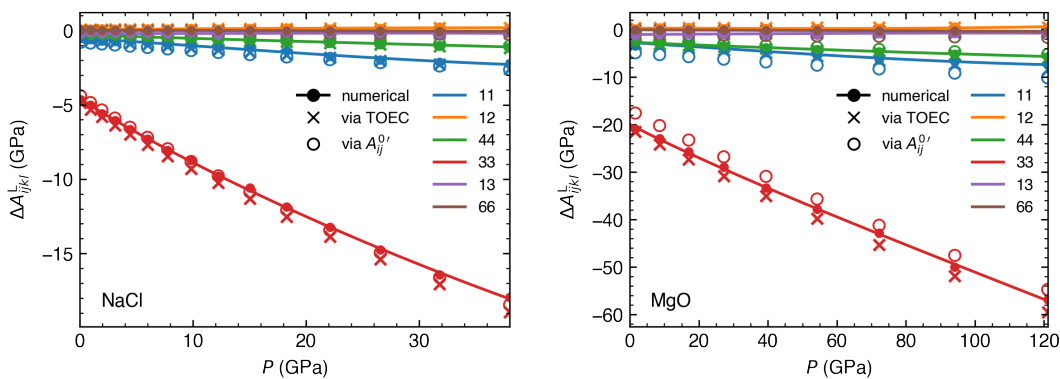 0
−5
−10
−15
ΔA^L_ijkl (GPa)
numerical
via TOEC
via A^0′_ij
11
12
44
33
13
66
NaCl
0 10 20 30
P (GPa)
0
−10
−20
−30
−40
−50
−60
ΔA^L_ijkl (GPa)
numerical
via TOEC
via A^0′_ij
11
12
44
33
13
66
MgO
20 40 60 80 100 120
P (GPa)